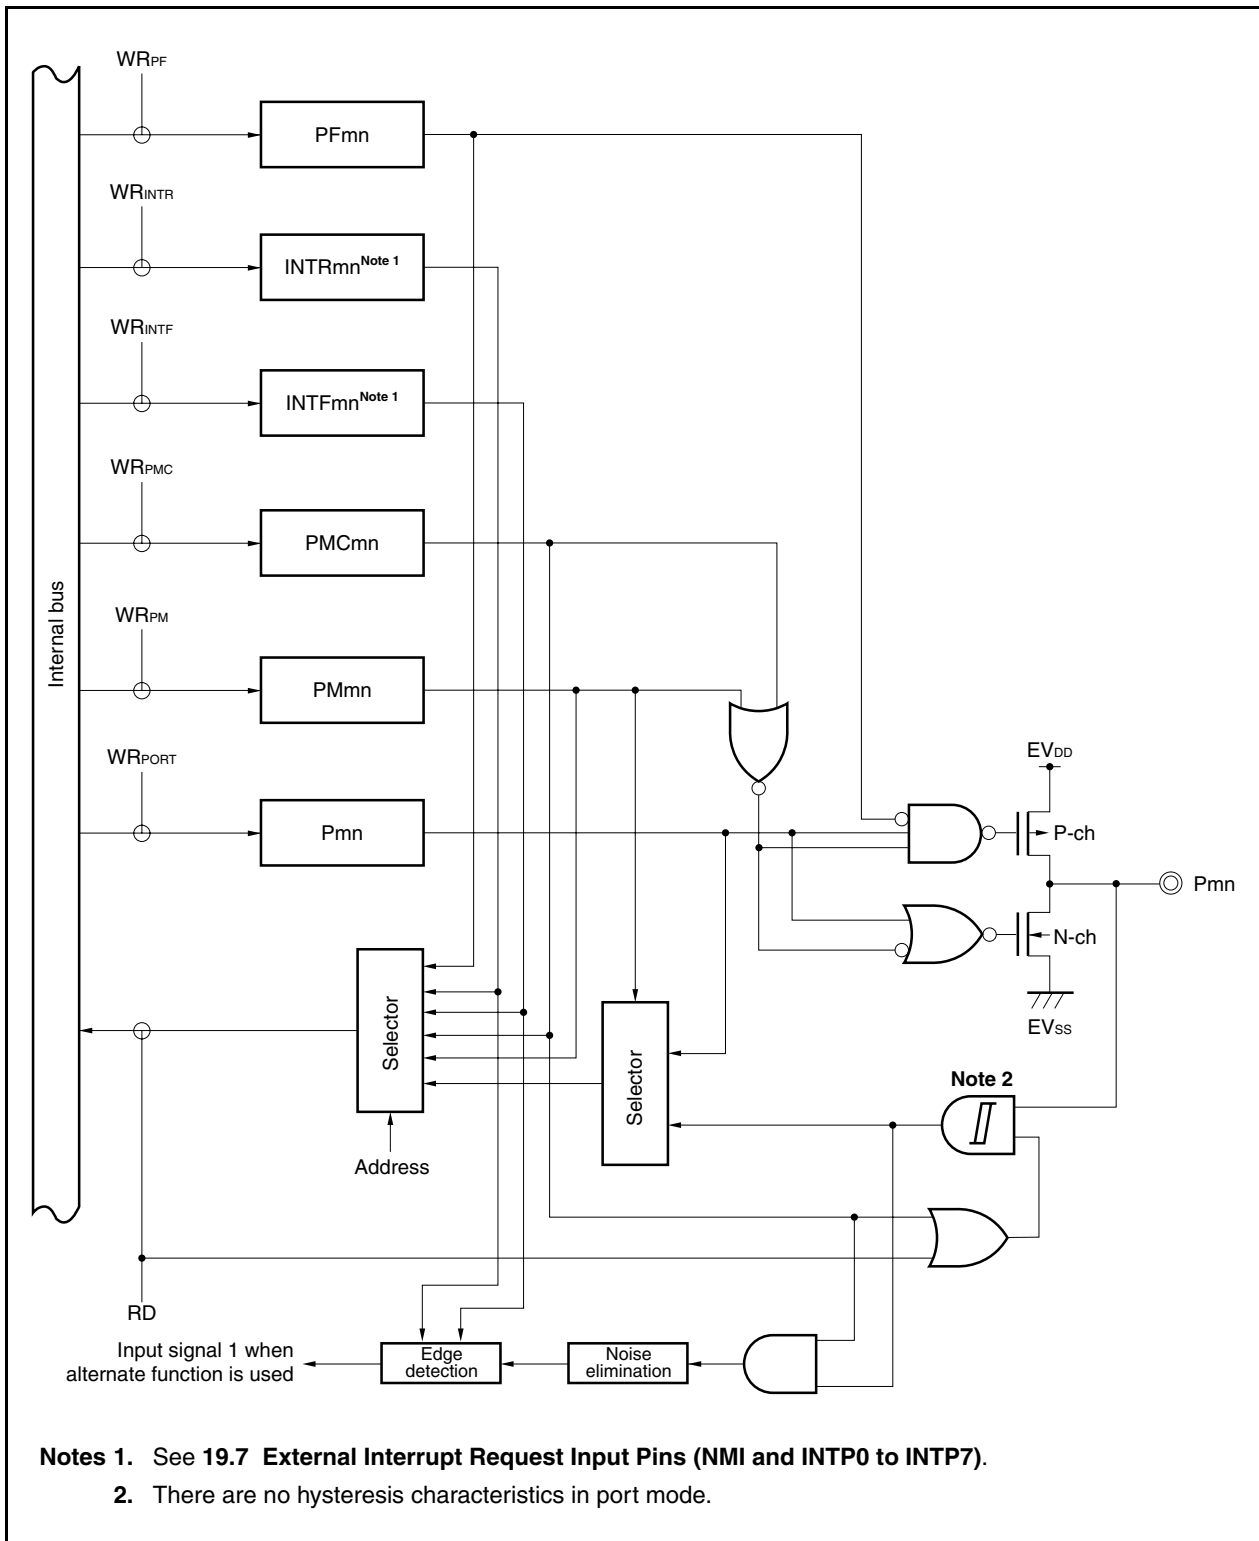 WRPF
PFmn
WRINTR
INTRmnNote 1
WRINTF
INTFmnNote 1
WRPMC
PMCmn
Internal bus
WRPM
PMmn
WRPORT
Pmn
EVDD
P-ch
Pmn
N-ch
EVSS
Selector
Selector
Note 2
Address
RD
Input signal 1 when
alternate function is used
Edge
detection
Noise
elimination
Notes 1. See 19.7 External Interrupt Request Input Pins (NMI and INTP0 to INTP7).
2. There are no hysteresis characteristics in port mode.